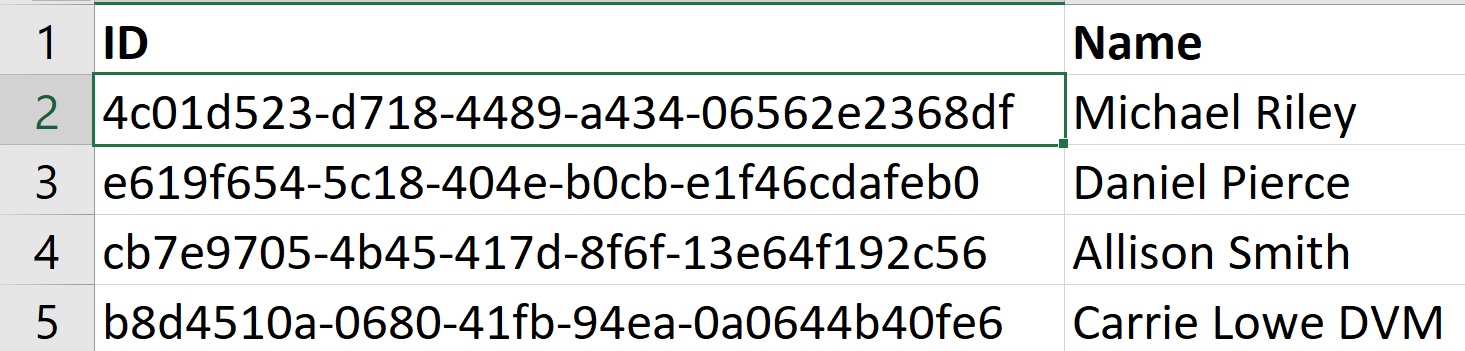 1 ID Name
2 4c01d523-d718-4489-a434-06562e2368df Michael Riley
3 e619f654-5c18-404e-b0cb-e1f46cdafeb0 Daniel Pierce
4 cb7e9705-4b45-417d-8f6f-13e64f192c56 Allison Smith
5 b8d4510a-0680-41fb-94ea-0a0644b40fe6 Carrie Lowe DVM